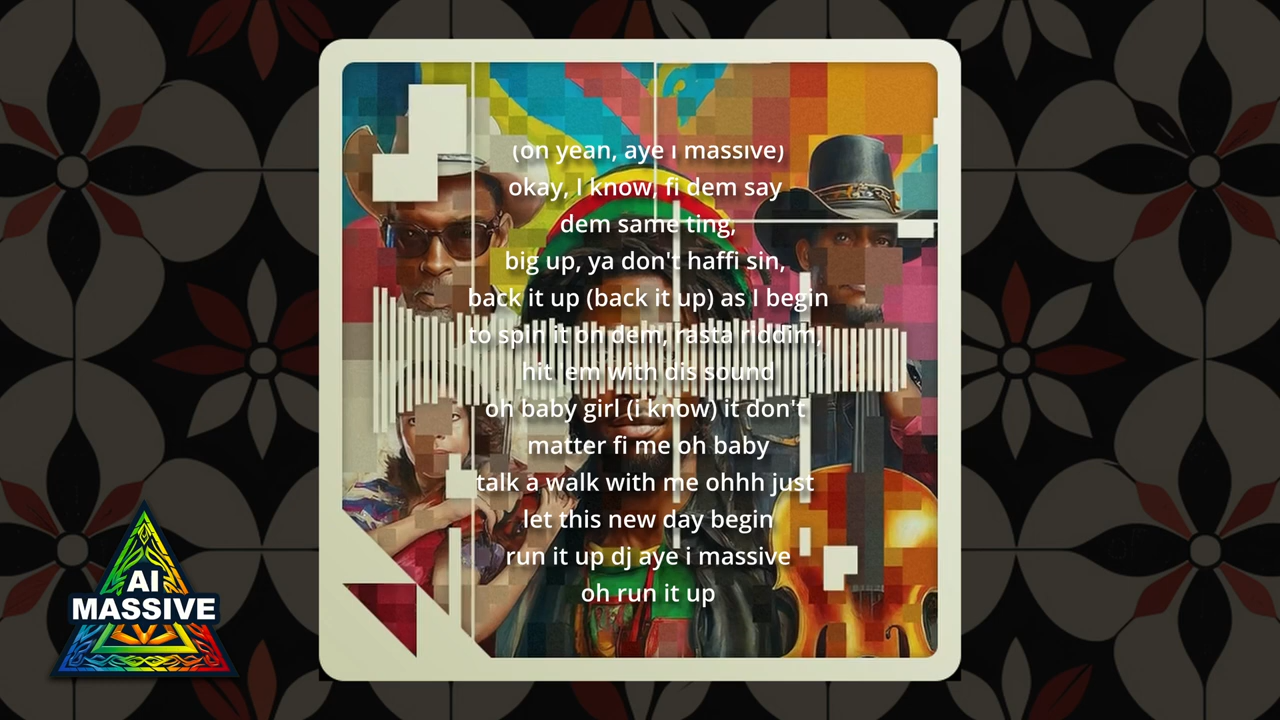 (oh yeah, aye i massive)
okay, I know, fi dem say
dem same ting,
big up, ya don't haffi sin,
back it up (back it up) as I begin
to spin it on dem, rasta riddim,
hit 'em with dis sound
oh baby girl (i know) it don't
matter fi me oh baby
talk a walk with me ohhh just
let this new day begin
run it up dj aye i massive
oh run it up
AI
MASSIVE